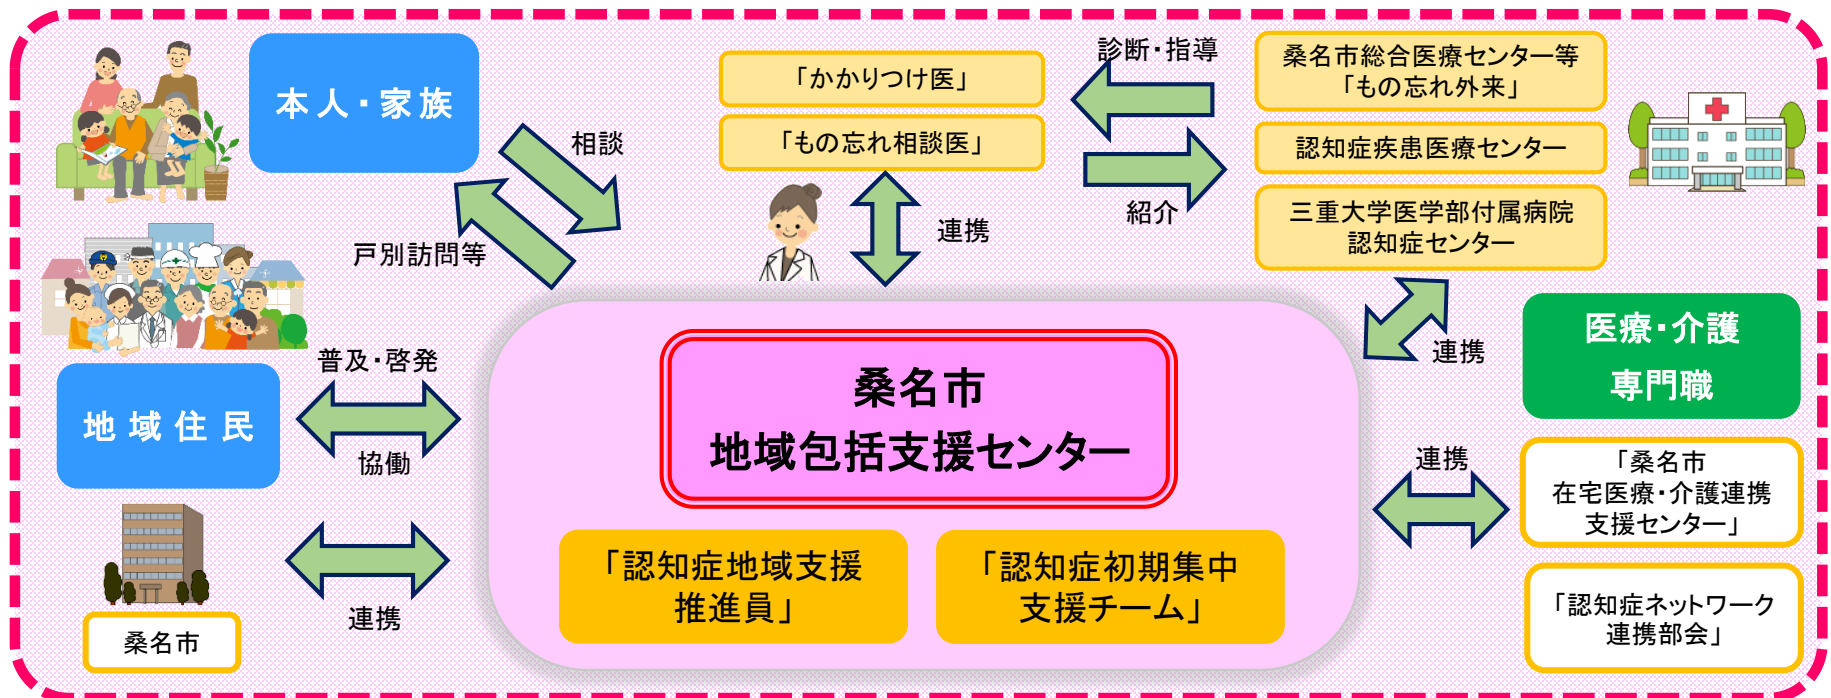 本人・家族
相談
戸別訪問等
「かかりつけ医」
「もの忘れ相談医」
連携
診断・指導
紹介
桑名市総合医療センター等
「もの忘れ外来」
認知症疾患医療センター
三重大学医学部付属病院
認知症センター
連携
医療・介護
専門職
普及・啓発
地域住民
協働
桑名市
地域包括支援センター
連携
「桑名市
在宅医療・介護連携
支援センター」
「認知症地域支援
推進員」
「認知症初期集中
支援チーム」
連携
桑名市
「認知症ネットワーク
連携部会」